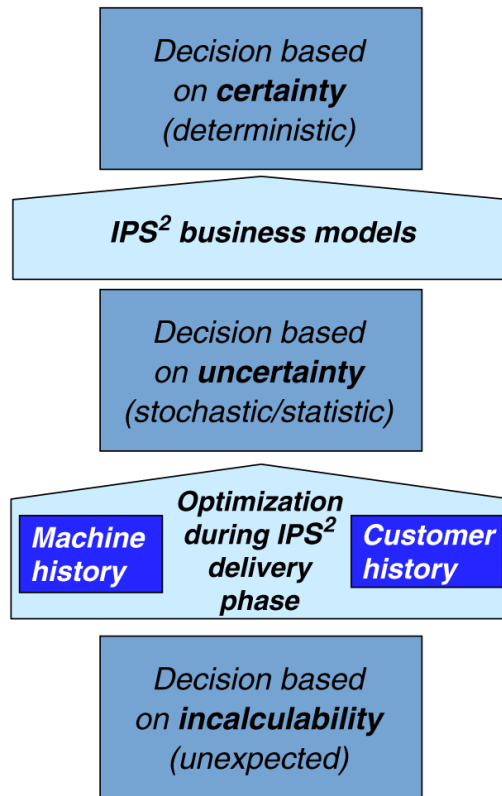 Decision based
on certainty
(deterministic)
IPS² business models
Decision based
on uncertainty
(stochastic/statistic)
Optimization
during IPS²
delivery
phase
Machine
history
Customer
history
Decision based
on incalculability
(unexpected)